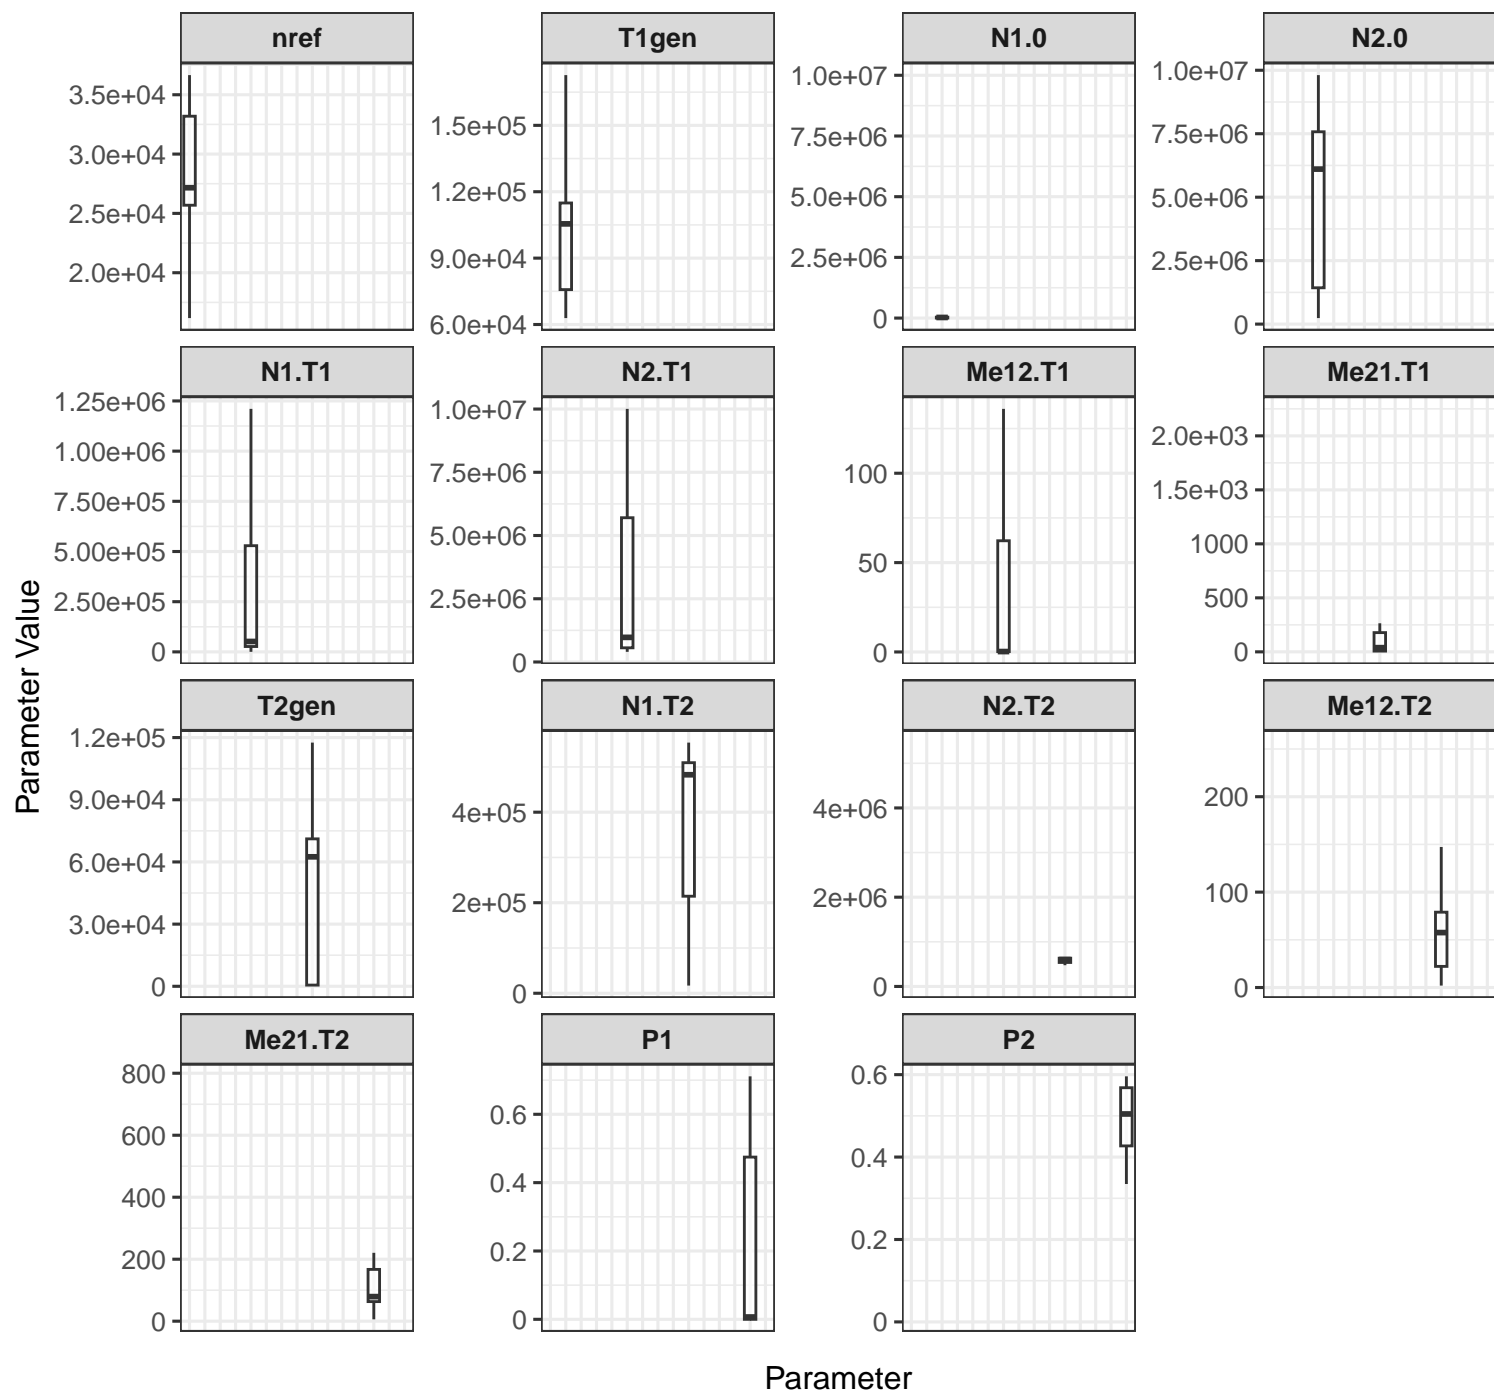 nref T1gen N1.0 N2.0
3.5e+04
3.0e+04
2.5e+04
2.0e+04
1.5e+05
1.2e+05
9.0e+04
6.0e+04
1.0e+07
7.5e+06
5.0e+06
2.5e+06
0
1.0e+07
7.5e+06
5.0e+06
2.5e+06
0
N1.T1 N2.T1 Me12.T1 Me21.T1
1.25e+06
1.00e+06
7.50e+05
5.00e+05
2.50e+05
0
1.0e+07
7.5e+06
5.0e+06
2.5e+06
0
100
50
0
2.0e+03
1.5e+03
1000
500
0
T2gen N1.T2 N2.T2 Me12.T2
1.2e+05
9.0e+04
6.0e+04
3.0e+04
0
4e+05
2e+05
0
4e+06
2e+06
0
200
100
0
Me21.T2 P1 P2
800
600
400
200
0
0.6
0.4
0.2
0
0.6
0.4
0.2
0
Parameter Value
Parameter